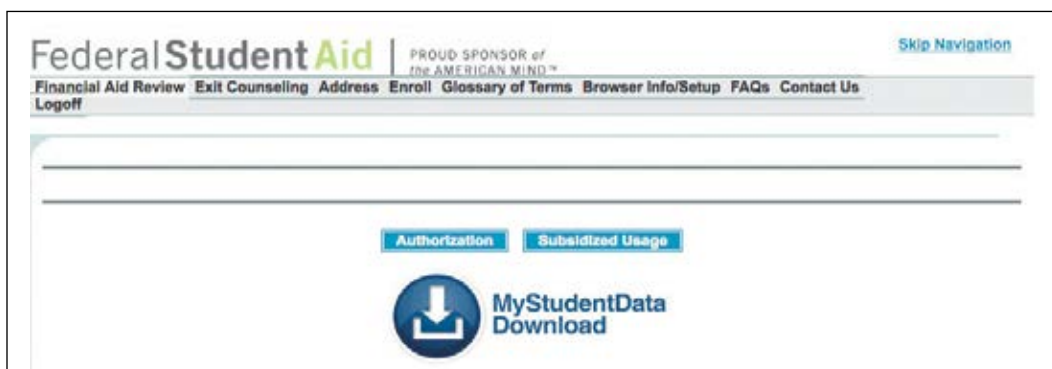 Federal Student Aid
PROUD SPONSOR of
the AMERICAN MIND™
Skip Navigation
Financial Aid Review Exit Counseling Address Enroll Glossary of Terms Browser Info/Setup FAQs Contact Us
Logoff
Authorization Subsidized Usage
MyStudentData
Download